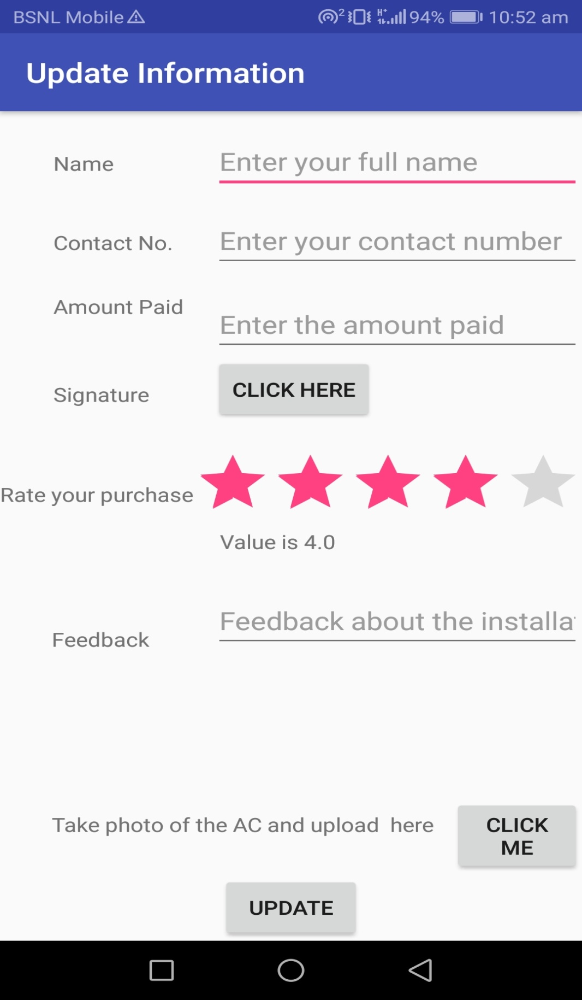 BSNL Mobile 2 H+ 94% 10:52 am
Update Information
Name Enter your full name
Contact No. Enter your contact number
Amount Paid
Enter the amount paid
Signature CLICK HERE
Rate your purchase
Value is 4.0
Feedback about the installa
Feedback
Take photo of the AC and upload  here CLICK
ME
UPDATE